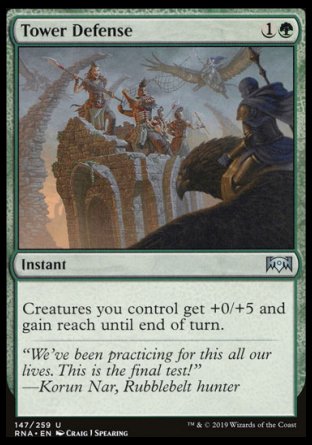 Tower Defense 1
Instant
Creatures you control get +0/+5 and
gain reach until end of turn.
“We’ve been practicing for this all our
lives. This is the final test!”
—Korun Nar, Rubblebelt hunter
147/259 U
RNA • EN Craig J Spearing
™ & © 2019 Wizards of the Coast